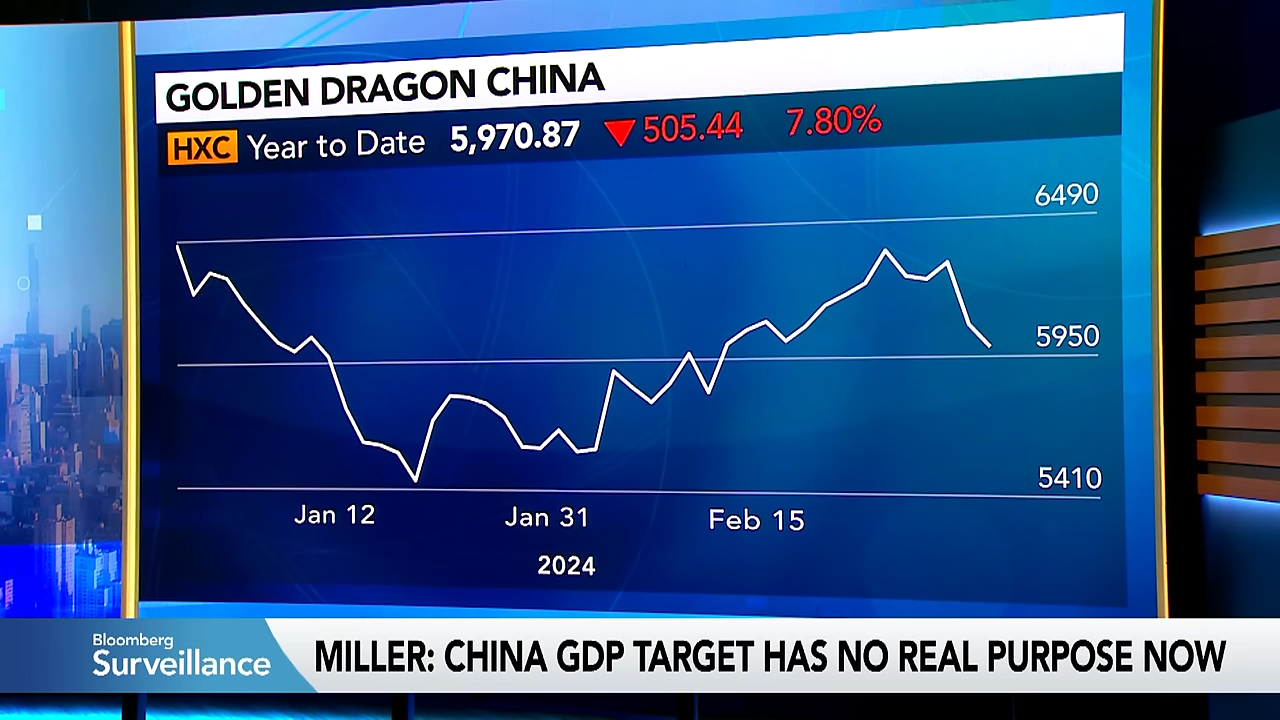 GOLDEN DRAGON CHINA
HXC Year to Date 5,970.87 ▼505.44 7.80%
6490
5950
5410
Jan 12 Jan 31 Feb 15
2024
Bloomberg
Surveillance
MILLER: CHINA GDP TARGET HAS NO REAL PURPOSE NOW